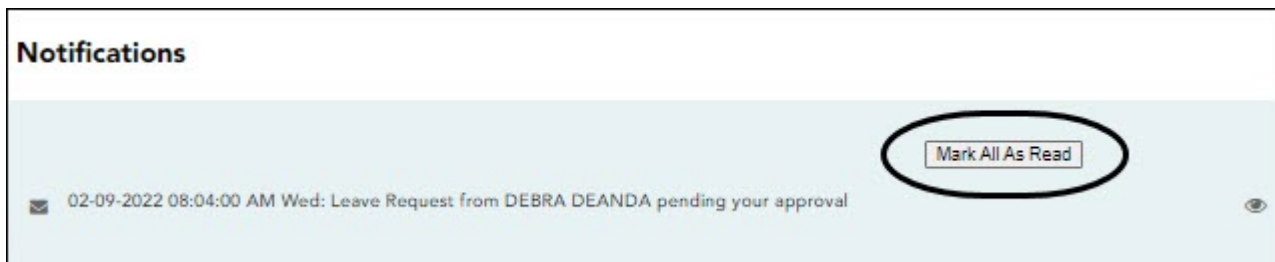 Notifications
Mark All As Read
02-09-2022 08:04:00 AM Wed: Leave Request from DEBRA DEANDA pending your approval